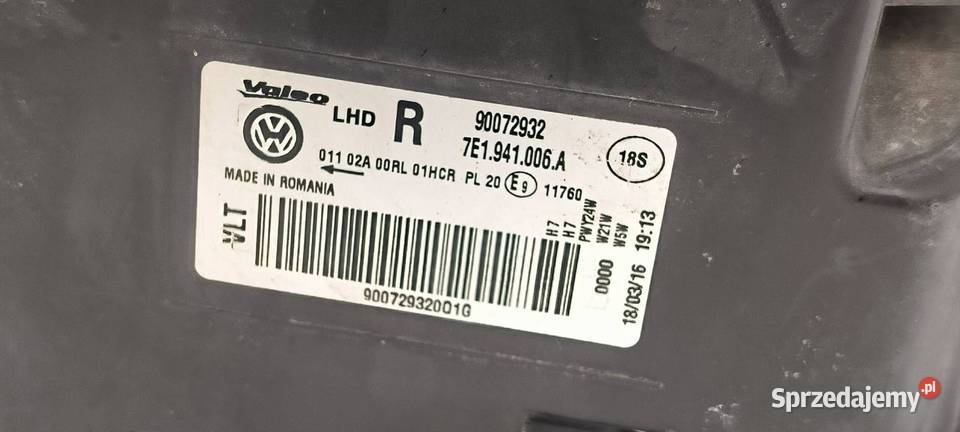 Valeo
LHD R 90072932
7E1.941.006.A
18S
011 02A 00RL 01HCR PL 20 E9 11760
MADE IN ROMANIA
VLT
H7
H7
PWY24W
W21W
W5W
0000
18/03/16 19:13
90072932001G
Sprzedajemy.pl